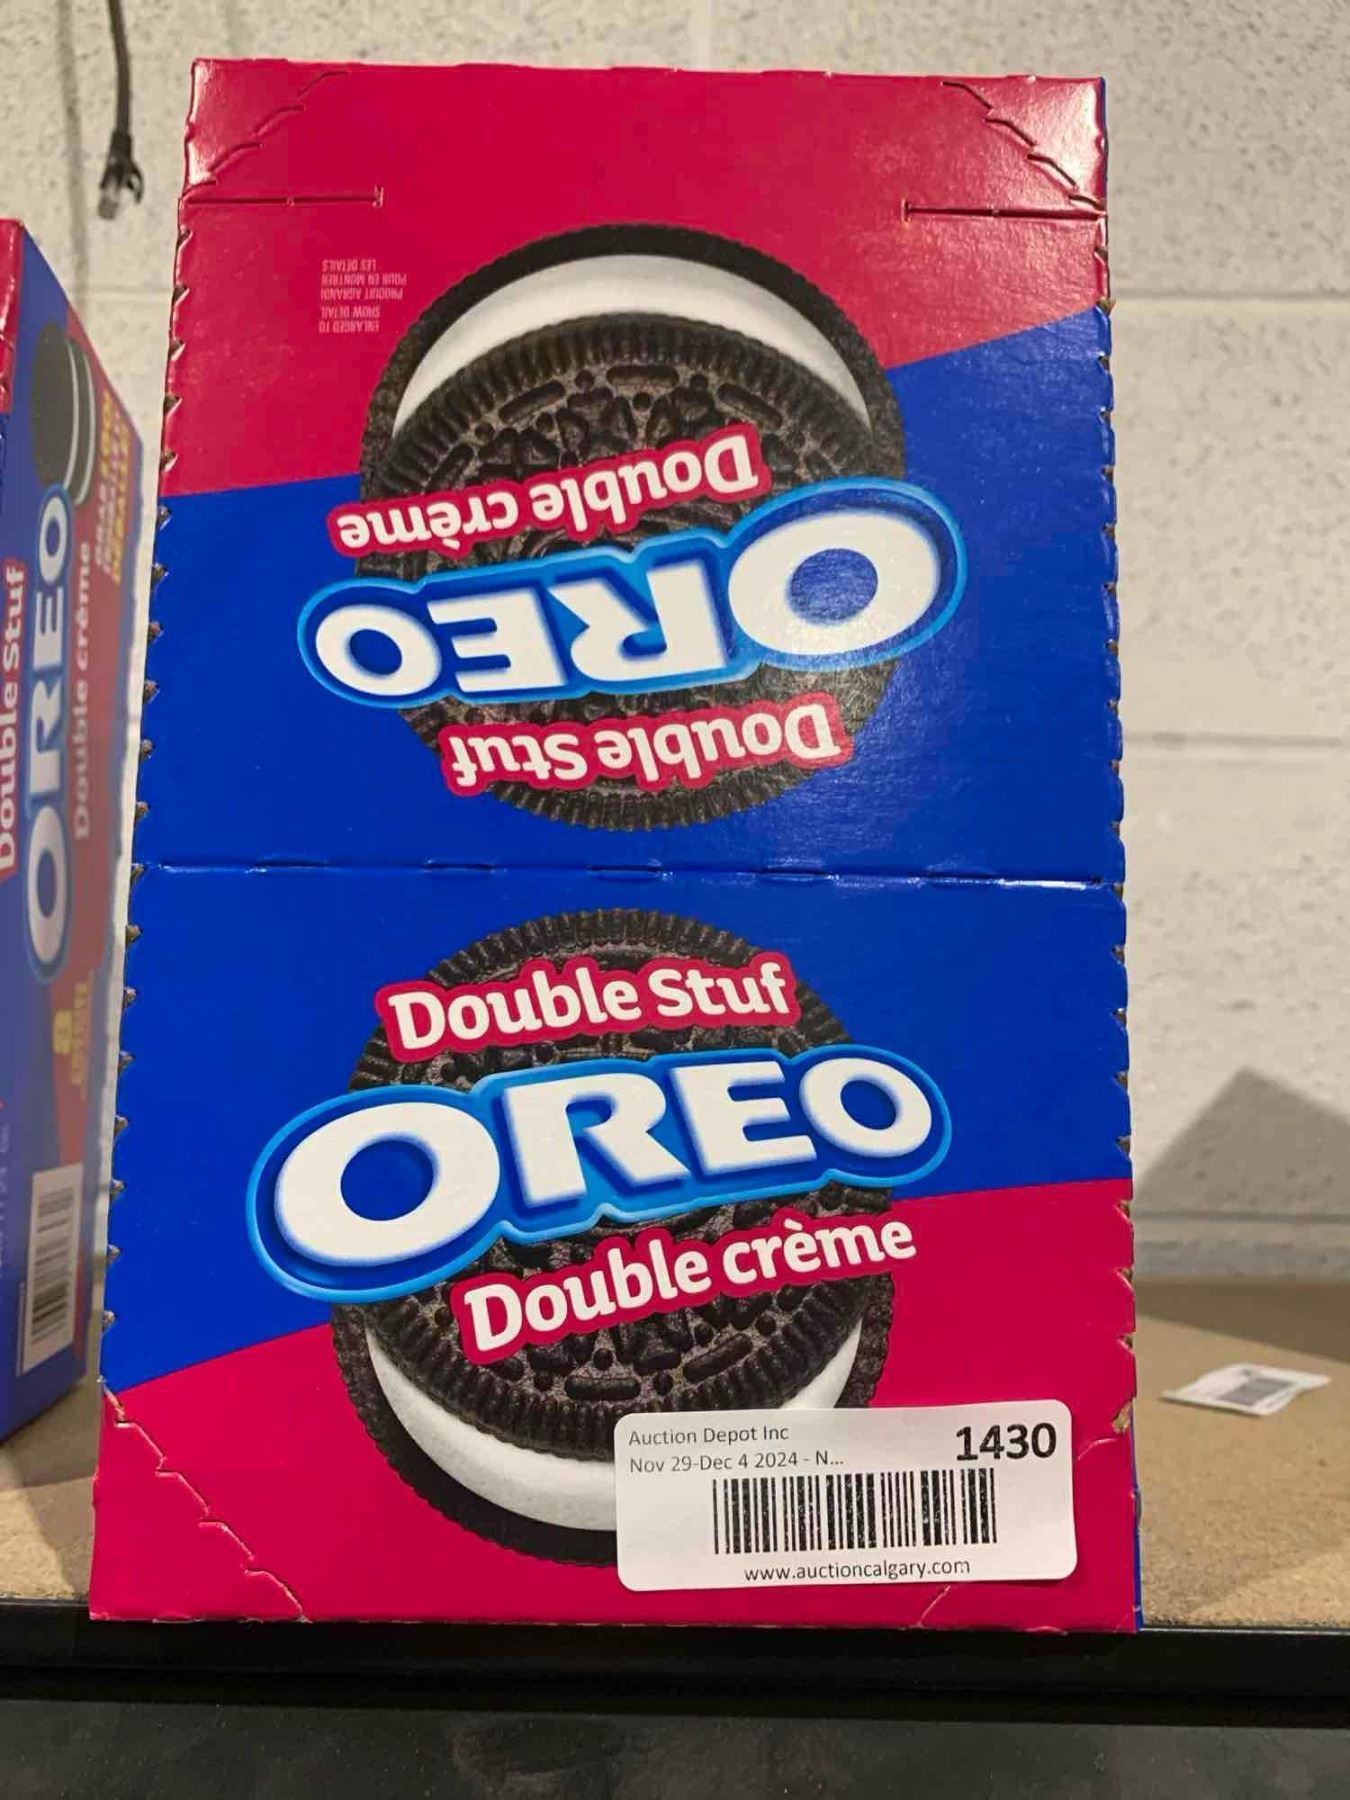 ENLARGED TO
SHOW DETAIL
PRODUIT AGRANDI
POUR EN MONTRER
LES DÉTAILS
Double Stuf
OREO
Double crème
Double Stuf
OREO
Double crème
Auction Depot Inc
1430
Nov 29-Dec 4 2024 - N...
www.auctioncalgary.com
Double Stuf
OREO
Double crème